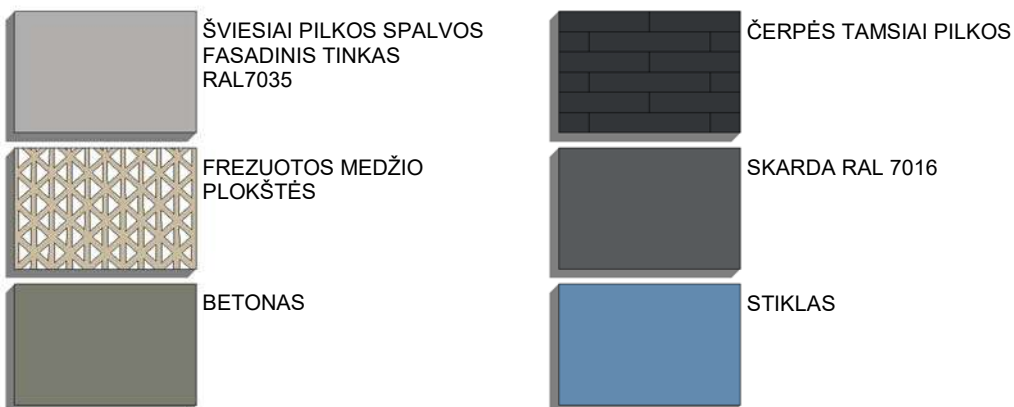 ŠVIESIAI PILKOS SPALVOS
FASADINIS TINKAS
RAL7035
ČERPĖS TAMSIAI PILKOS
FREZUOTOS MEDŽIO
PLOKŠTĖS
SKARDA RAL 7016
BETONAS
STIKLAS